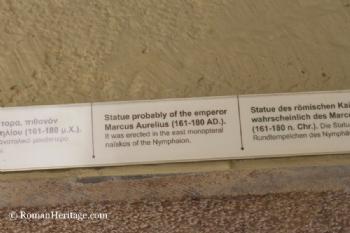 τορα, πιθανόν
ηλίου (161-180 μ.Χ.).
Statue probably of the emperor
Marcus Aurelius (161-180 AD.).
It was erected in the east monopteral
naïskos of the Nymphaion.
Statue des römischen Kai
wahrscheinlich des Marc
(161-180 n. Chr.). Die Statu
Rundtempelchen des Nymphä
© RomanHeritage.com